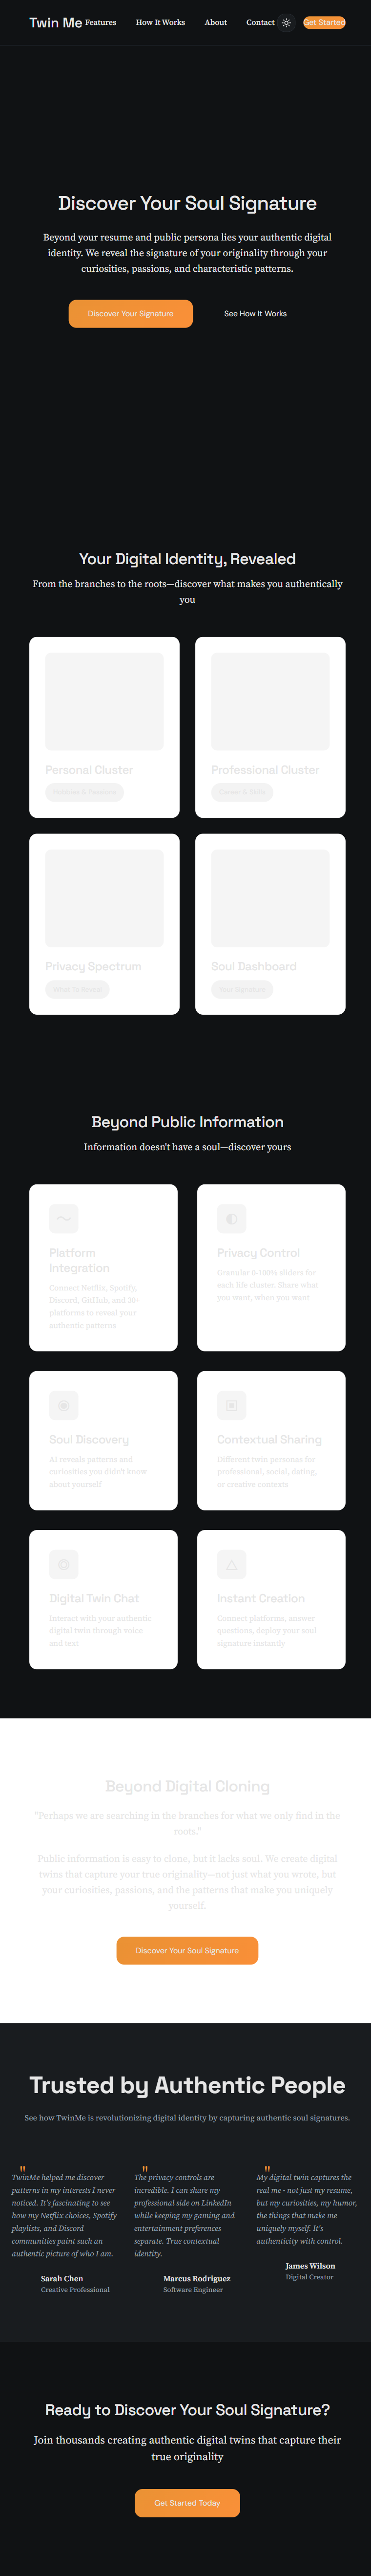 Twin Me
Features
How It Works
About
Contact
Get Started
Discover Your Soul Signature
Beyond your resume and public persona lies your authentic digital
identity. We reveal the signature of your originality through your
curiosities, passions, and characteristic patterns.
Discover Your Signature
See How It Works
Your Digital Identity, Revealed
From the branches to the roots—discover what makes you authentically
you
Personal Cluster
Professional Cluster
Privacy Spectrum
What To Reveal
Soul Dashboard
Your Signature
Beyond Public Information
Information doesn't have a soul—discover yours
Platform
Integration
Connect Netflix, Spotify,
Discord, GitHub, and 30+
platforms to reveal your
authentic patterns
Privacy Control
Granular 0-100% sliders for
each life cluster. Share what
you want, when you want
Soul Discovery
AI reveals patterns and
curiosities you didn't know
about yourself
Contextual Sharing
Different twin personas for
professional, social, dating,
or creative contexts
Digital Twin Chat
Interact with your authentic
digital twin through voice
and text
Instant Creation
Connect platforms, answer
questions, deploy your soul
signature instantly
Beyond Digital Cloning
"Perhaps we are searching in the branches for what we only find in the
roots."
Public information is easy to clone, but it lacks soul. We create digital
twins that capture your true originality—not just what you wrote, but
your curiosities, passions, and the patterns that make you uniquely
yourself.
Discover Your Soul Signature
Trusted by Authentic People
See how TwinMe is revolutionizing digital identity by capturing authentic soul signatures.
"
TwinMe helped me discover
patterns in my interests I never
noticed. It's fascinating to see
how my Netflix choices, Spotify
playlists, and Discord
communities paint such an
authentic picture of who I am.
Sarah Chen
Creative Professional
"
The privacy controls are
incredible. I can share my
professional side on LinkedIn
while keeping my gaming and
entertainment preferences
separate. True contextual
identity.
Marcus Rodriguez
Software Engineer
"
My digital twin captures the
real me - not just my resume,
but my curiosities, my humor,
the things that make me
uniquely myself. It's
authenticity with control.
James Wilson
Digital Creator
Ready to Discover Your Soul Signature?
Join thousands creating authentic digital twins that capture their
true originality
Get Started Today